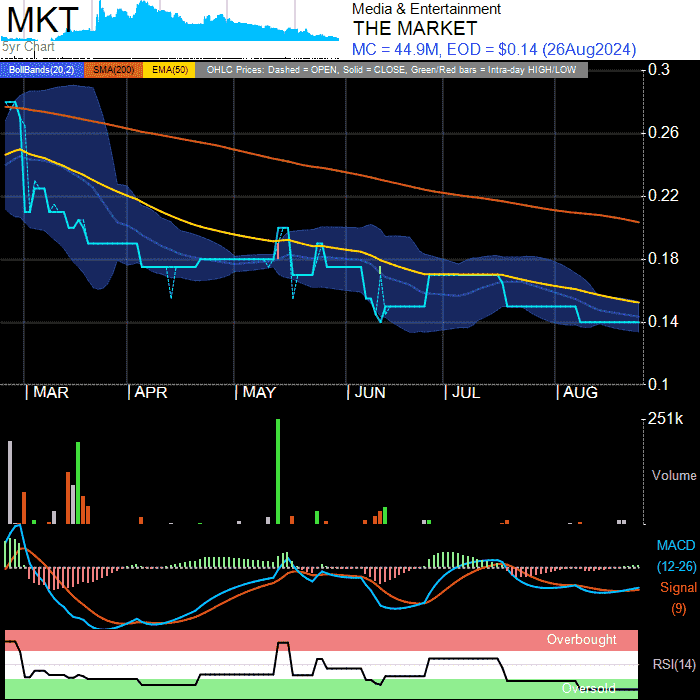 MKT
5yr Chart
Media & Entertainment
THE MARKET
MC = 44.9M, EOD = $0.14 (26Aug2024)
BollBands(20,2) SMA(200) EMA(50) OHLC Prices: Dashed = OPEN, Solid = CLOSE, Green/Red bars = Intra-day HIGH/LOW
0.3
0.26
0.22
0.18
0.14
0.1
MAR APR MAY JUN JUL AUG
251k
Volume
MACD
(12-26)
Signal
(9)
Overbought
RSI(14)
Oversold